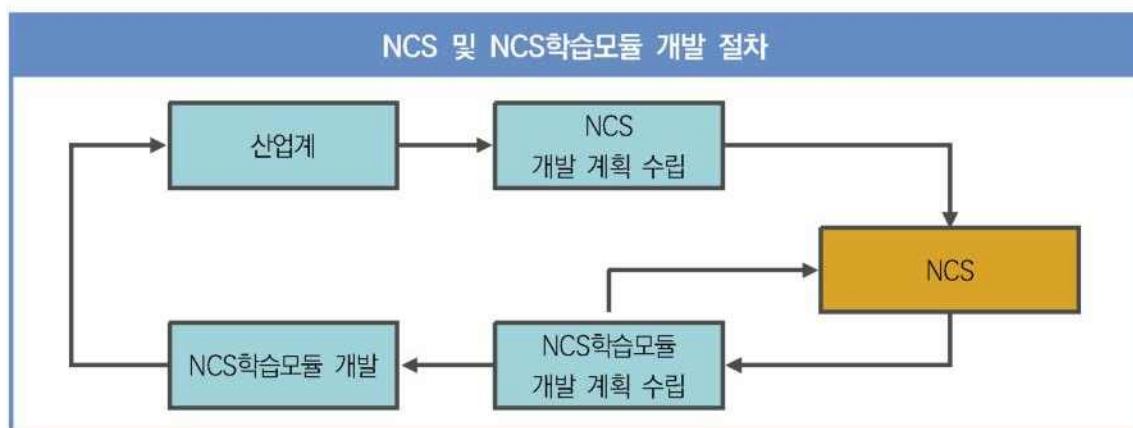 NCS 및 NCS학습모듈 개발 절차
산업계
NCS
개발 계획 수립
NCS
NCS학습모듈 개발
NCS학습모듈
개발 계획 수립